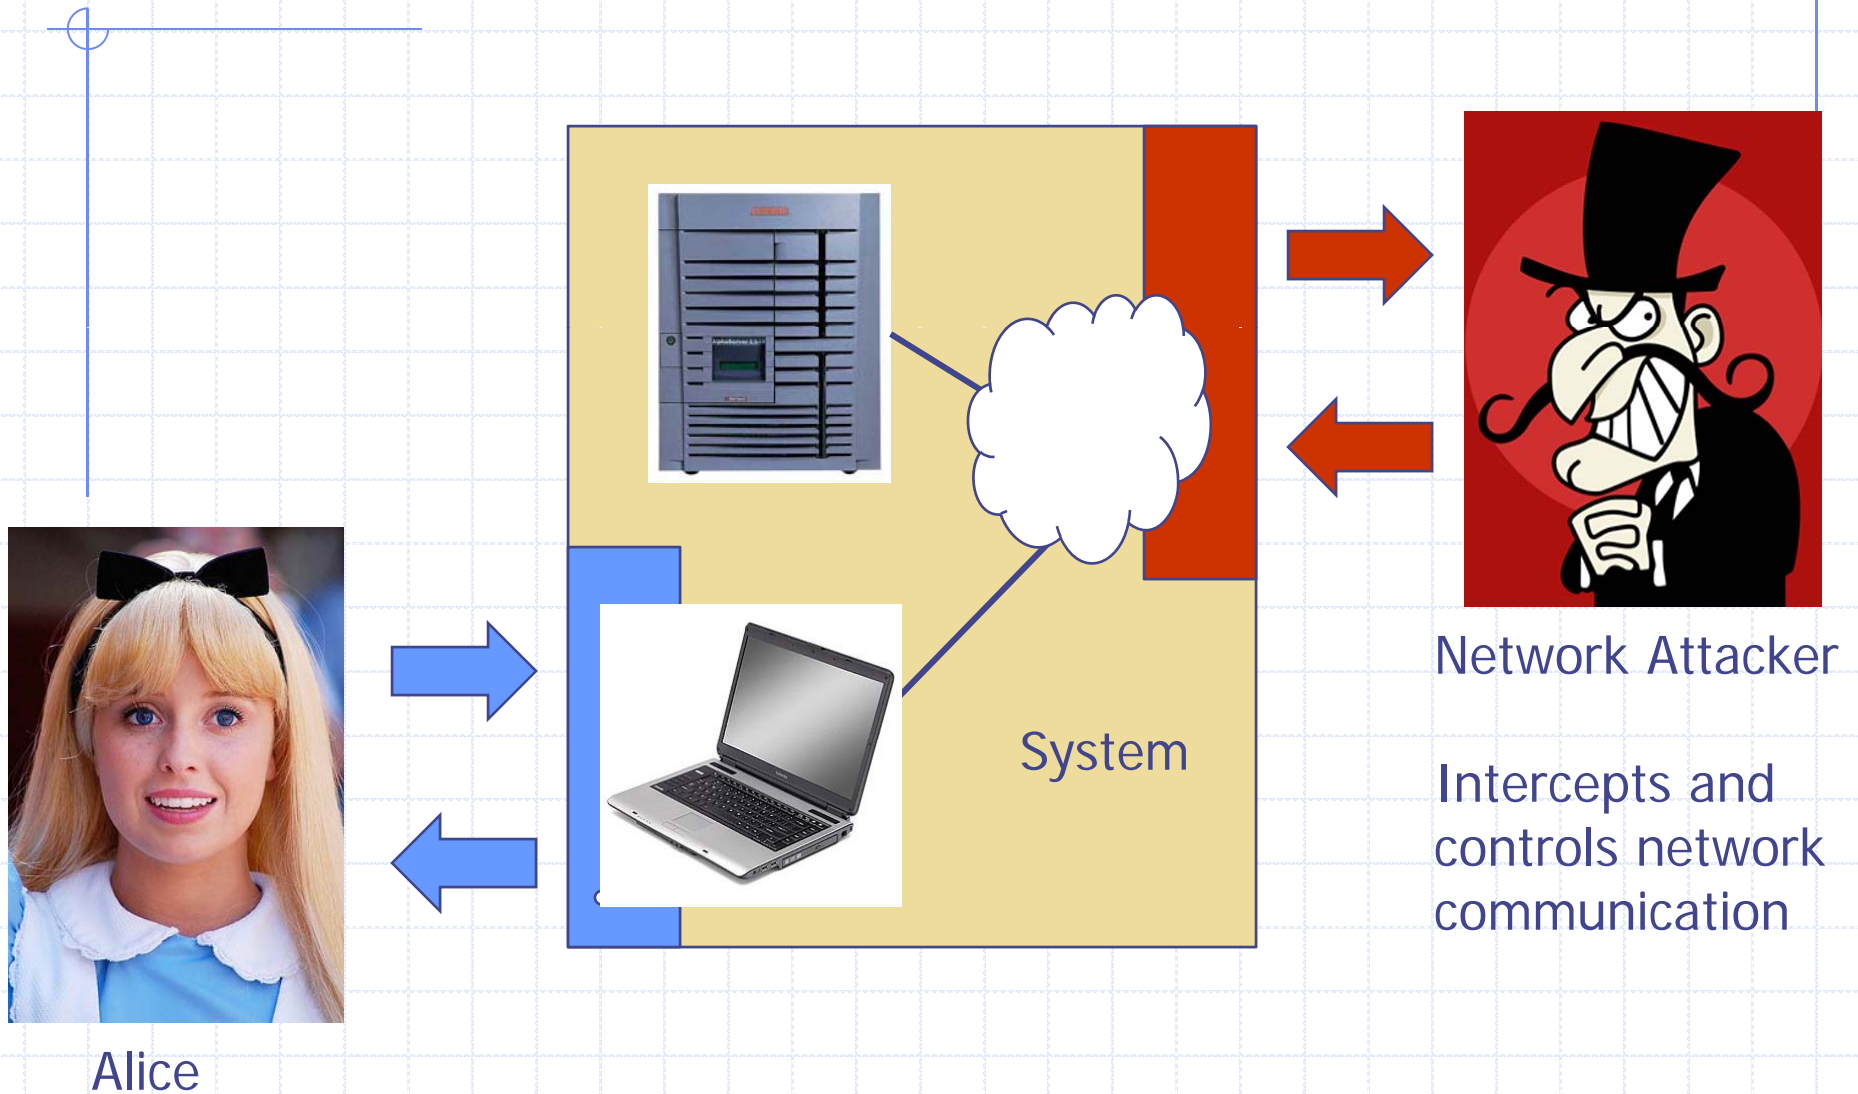 System
Network Attacker
Intercepts and
controls network
communication
Alice